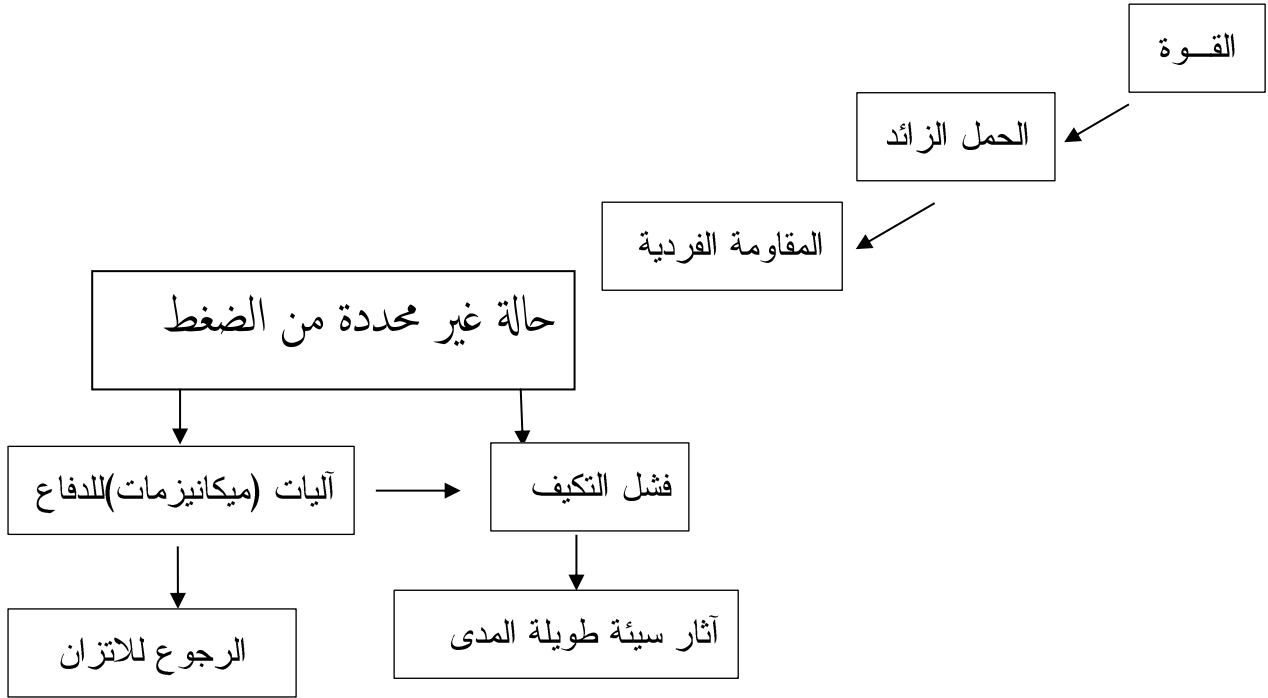 القـــوة
الحمل الزائد
المقاومة الفردية
حالة غير محددة من الضغط
فشل التكيف
آليات (ميكانيزمات)للدفاع
آثار سيئة طويلة المدى
الرجوع للاتزان